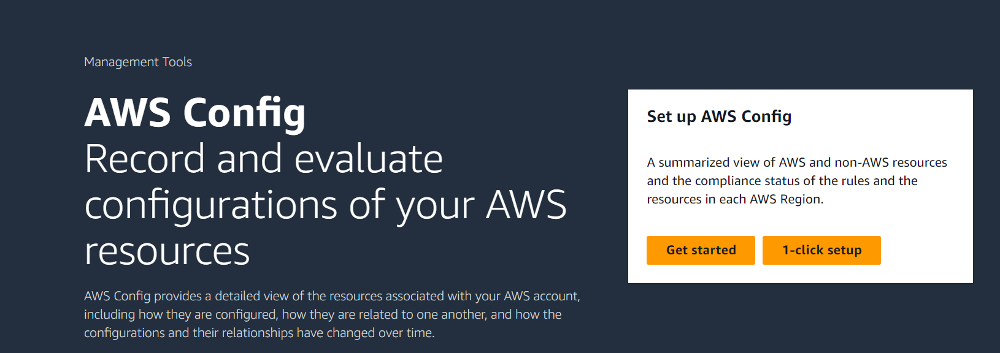 Management Tools
AWS Config
Record and evaluate
configurations of your AWS
resources
AWS Config provides a detailed view of the resources associated with your AWS account,
including how they are configured, how they are related to one another, and how the
configurations and their relationships have changed over time.
Set up AWS Config
A summarized view of AWS and non-AWS resources
and the compliance status of the rules and the
resources in each AWS Region.
Get started
1-click setup